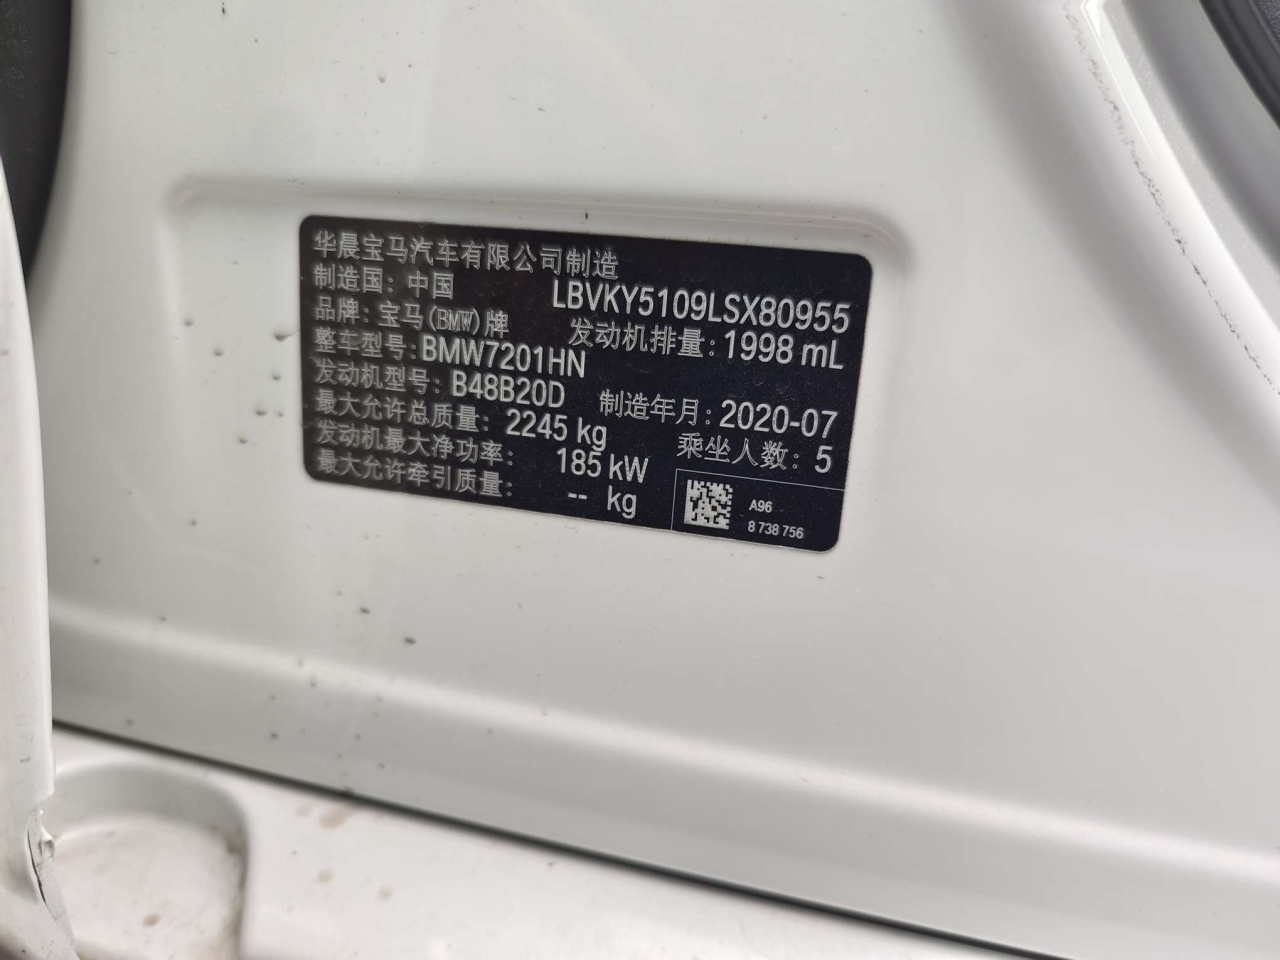 华晨宝马汽车有限公司制造
制造国：中国
LBVKY5109LSX80955
品牌：宝马(BMW)牌
发动机排量：1998 mL
整车型号：BMW7201HN
发动机型号：B48B20D
制造年月：2020-07
最大允许总质量：2245 kg
乘坐人数：5
发动机最大净功率：185 kW
最大允许牵引质量：-- kg
A96
8 738 756